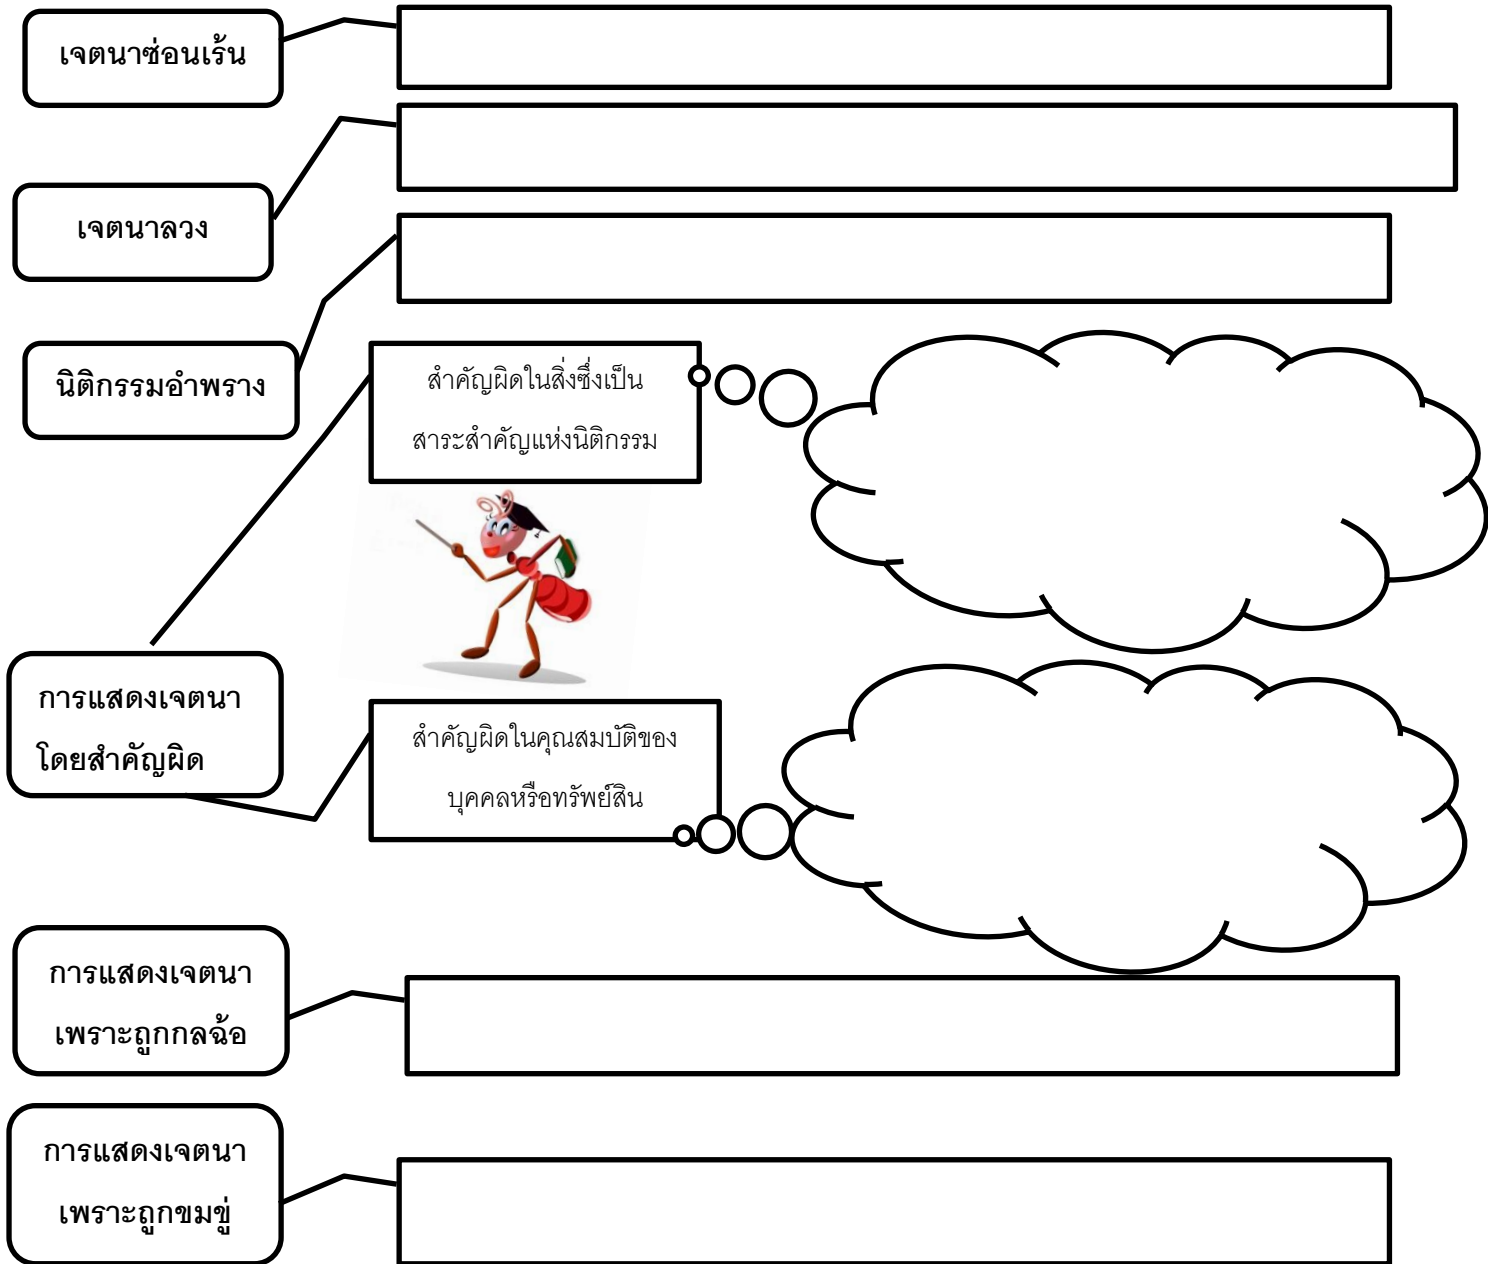 เจตนาซ่อนเร้น
เจตนาลวง
นิติกรรมอำพราง
สำคัญผิดในสิ่งซึ่งเป็น
สาระสำคัญแห่งนิติกรรม
การแสดงเจตนา
โดยสำคัญผิด
สำคัญผิดในคุณสมบัติของ
บุคคลหรือทรัพย์สิน
การแสดงเจตนา
เพราะถูกกลฉ้อ
การแสดงเจตนา
เพราะถูกขมขู่